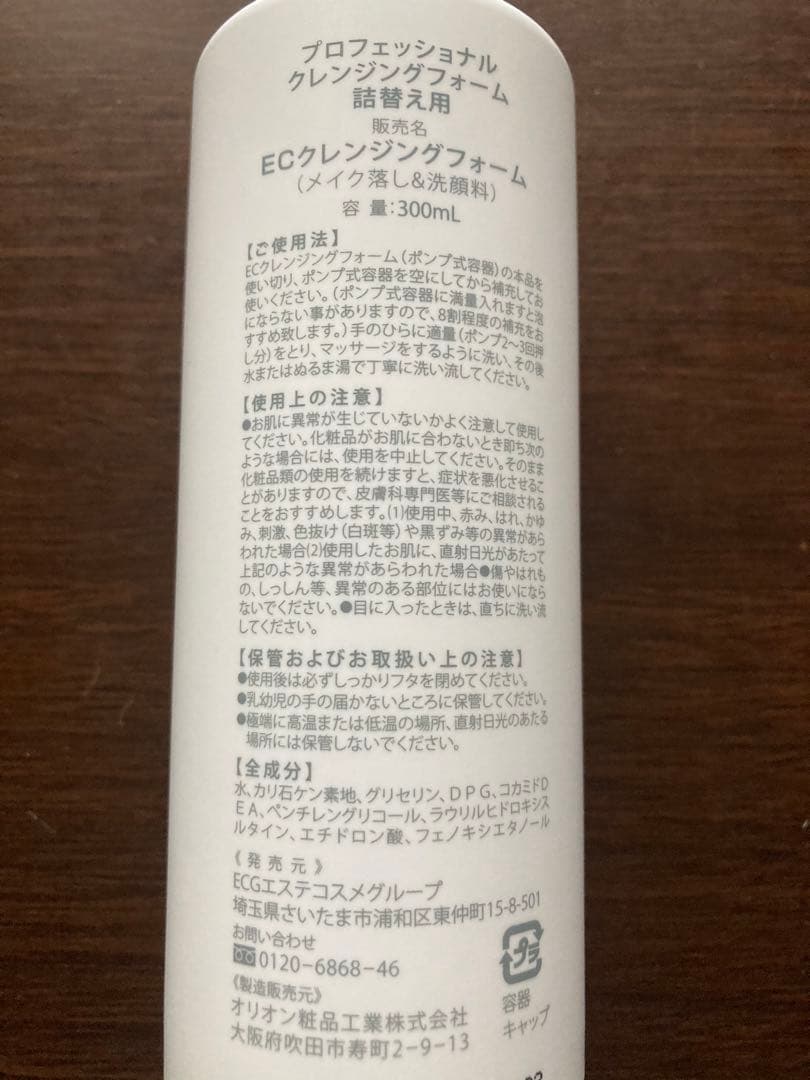 プロフェッショナル
クレンジングフォーム
詰替え用
販売名
ECクレンジングフォーム
(メイク落し&洗顔料)
容量:300mL
【ご使用法】
ECクレンジングフォーム(ポンプ式容器)の本品を
使い切り、ポンプ式容器を空にしてから補充してお
使いください。(ポンプ式容器に満量入れますと泡
にならない事がありますので、8割程度の補充をお
すすめ致します。)手のひらに適量(ポンプ2〜3回押
し分)をとり、マッサージをするように洗い、その後
水またはぬるま湯で丁寧に洗い流してください。
【使用上の注意】
●お肌に異常が生じていないかよく注意して使用し
てください。化粧品がお肌に合わないとき即ち次の
ような場合には、使用を中止してください。そのまま
化粧品類の使用を続けますと、症状を悪化させるこ
とがありますので、皮膚科専門医等にご相談される
ことをおすすめします。(1)使用中、赤み、はれ、かゆ
み、刺激、色抜け(白斑等)や黒ずみ等の異常があら
われた場合(2)使用したお肌に、直射日光があたって
上記のような異常があらわれた場合●傷やはれも
の、しっしん等、異常のある部位にはお使いになら
ないでください。●目に入ったときは、直ちに洗い流
してください。
【保管およびお取扱い上の注意】
●使用後は必ずしっかりフタを閉めてください。
●乳幼児の手の届かないところに保管してください。
●極端に高温または低温の場所、直射日光のあたる
場所には保管しないでください。
【全成分】
水、カリ石ケン素地、グリセリン、DPG、コカミドD
EA、ペンチレングリコール、ラウリルヒドロキシス
ルタイン、エチドロン酸、フェノキシエタノール
《発売元》
ECGエステコスメグループ
埼玉県さいたま市浦和区東仲町15-8-501
お問い合わせ
0120-6868-46
《製造販売元》
オリオン粧品工業株式会社
大阪府吹田市寿町2-9-13
プラ
容器
キャップ